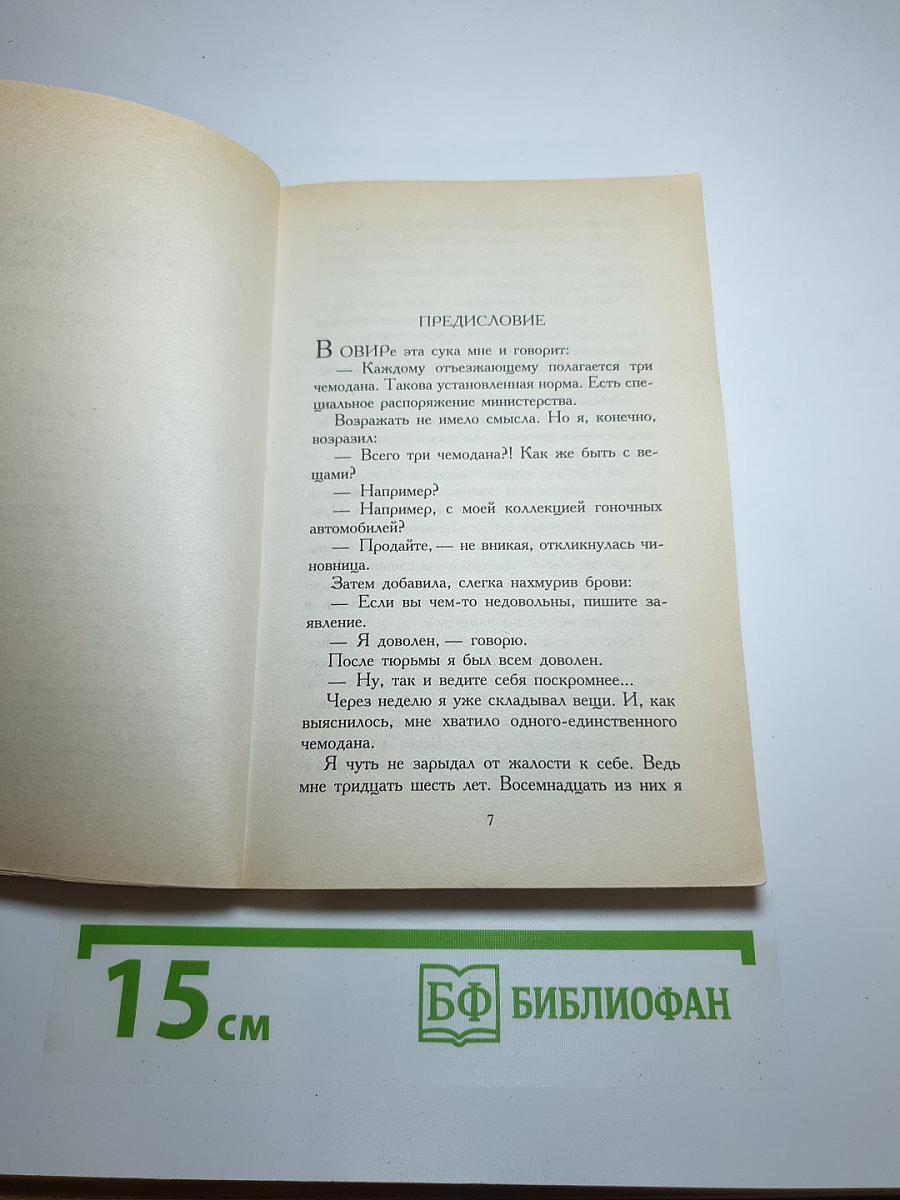 ПРЕДИСЛОВИЕ
В ОВИРе эта сука мне и говорит:
— Каждому отъезжающему полагается три
чемодана. Такова установленная норма. Есть спе-
циальное распоряжение министерства.
Возражать не имело смысла. Но я, конечно,
возразил:
— Всего три чемодана?! Как же быть с ве-
щами?
— Например?
— Например, с моей коллекцией гоночных
автомобилей?
— Продайте, — не вникая, откликнулась чи-
новница.
Затем добавила, слегка нахмурив брови:
— Если вы чем-то недовольны, пишите за-
явление.
— Я доволен, — говорю.
После тюрьмы я был всем доволен.
— Ну, так и ведите себя поскромнее...
Через неделю я уже складывал вещи. И, как
выяснилось, мне хватило одного-единственного
чемодана.
Я чуть не зарыдал от жалости к себе. Ведь
мне тридцать шесть лет. Восемнадцать из них я
7
15 см
БФ БИБЛИОФАН